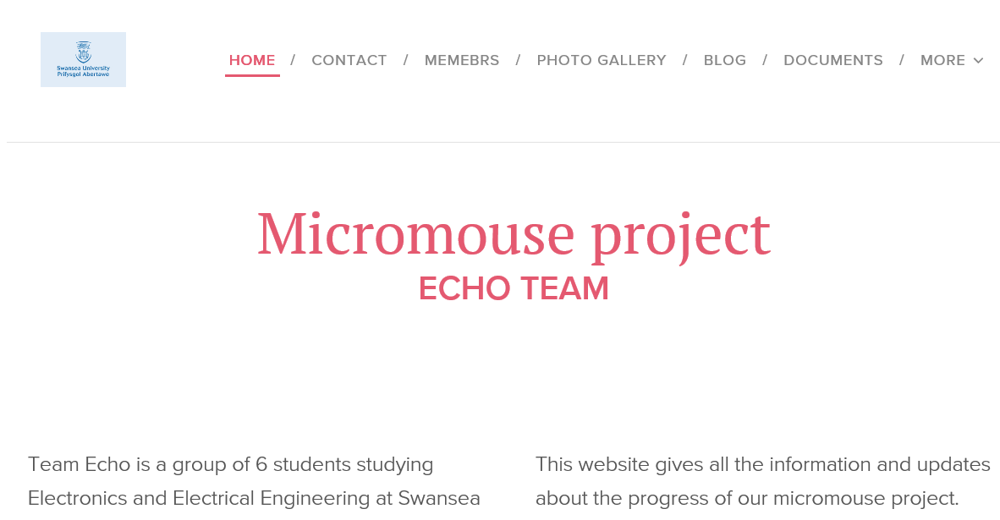 Swansea University
Prifysgol Abertawe
HOME / CONTACT / MEMEBRS / PHOTO GALLERY / BLOG / DOCUMENTS / MORE
Micromouse project
ECHO TEAM
Team Echo is a group of 6 students studying
Electronics and Electrical Engineering at Swansea
This website gives all the information and updates
about the progress of our micromouse project.